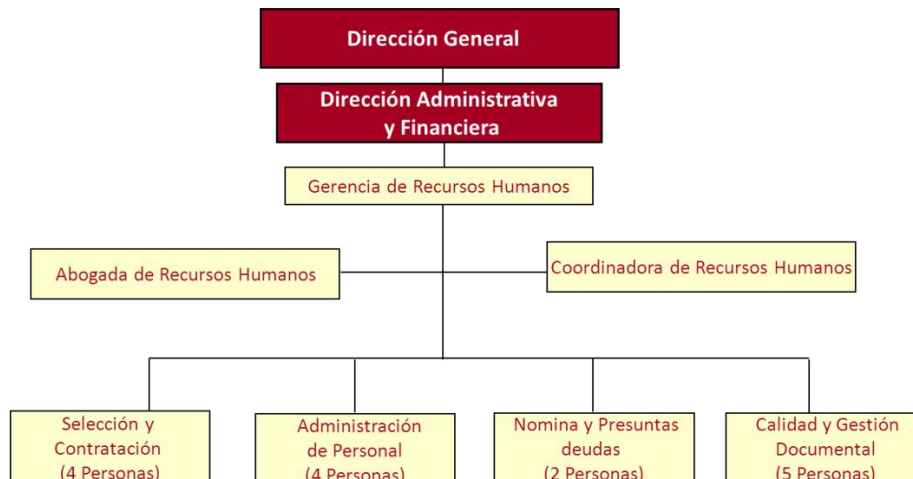 Dirección General
Dirección Administrativa
y Financiera
Gerencia de Recursos Humanos
Abogada de Recursos Humanos
Coordinadora de Recursos Humanos
Selección y
Contratación
(4 Personas)
Administración
de Personal
(4 Personas)
Nomina y Presuntas
deudas
(2 Personas)
Calidad y Gestión
Documental
(5 Personas)